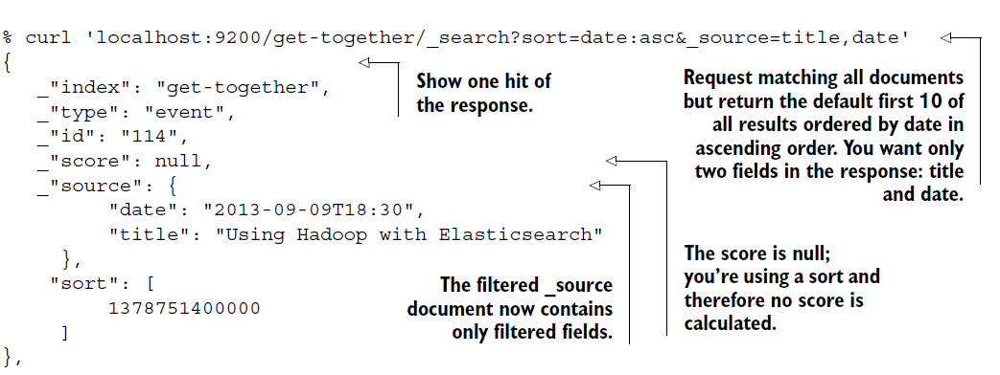 % curl 'localhost:9200/get-together/_search?sort=date:asc&_source=title,date'
{
_"index": "get-together",
_"type": "event",
_"id": "114",
_"score": null,
_"source": {
"date": "2013-09-09T18:30",
"title": "Using Hadoop with Elasticsearch"
},
"sort": [
1378751400000
]
},
Show one hit of
the response.
Request matching all documents
but return the default first 10 of
all results ordered by date in
ascending order. You want only
two fields in the response: title
and date.
The score is null;
you're using a sort and
therefore no score is
calculated.
The filtered _source
document now contains
only filtered fields.